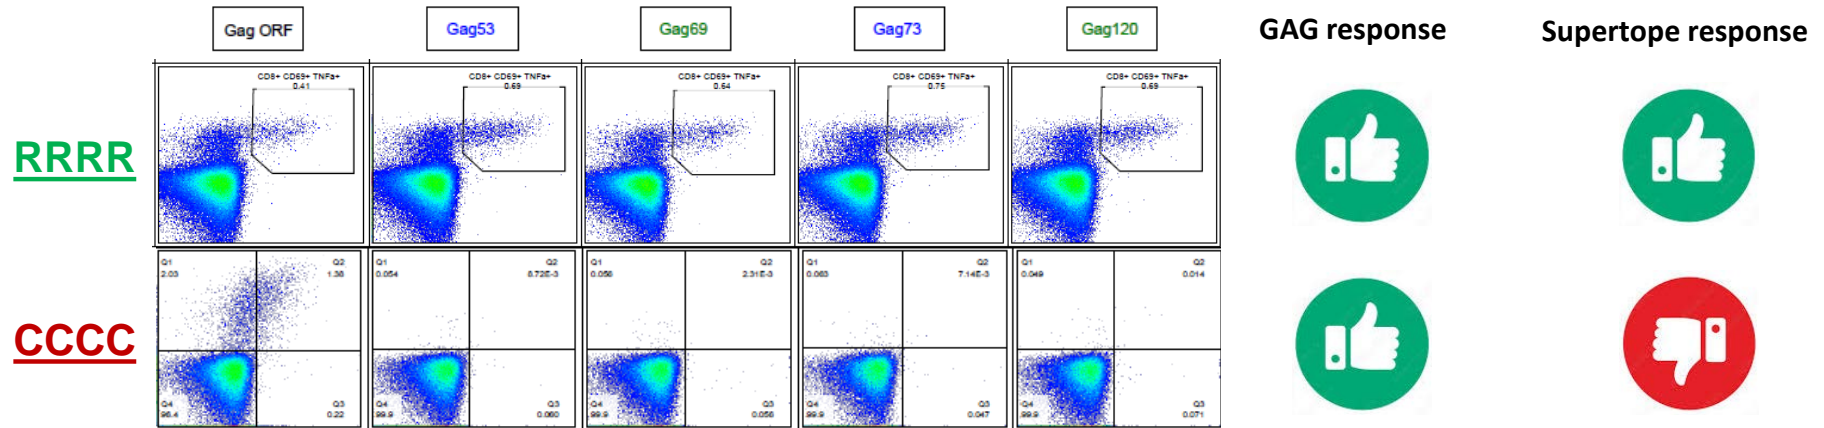 Gag ORF Gag53 Gag69 Gag73 Gag120 GAG response Supertope response
CD8+ CD69+ TNFa+ CD8+ CD69+ TNFa+ CD8+ CD69+ TNFa+ CD8+ CD69+ TNFa+ CD8+ CD69+ TNFa+
0.41 0.69 0.64 0.75 0.69
RRRR
Q1 Q2 Q1 Q2 Q1 Q2 Q1 Q2 Q1 Q2
2.03 1.38 0.054 8.72E-3 0.056 2.31E-3 0.063 7.14E-3 0.049 0.014
CCCC
Q4 Q3 Q4 Q3 Q4 Q3 Q4 Q3 Q4 Q3
96.4 0.22 99.9 0.060 99.9 0.056 99.9 0.047 99.9 0.071